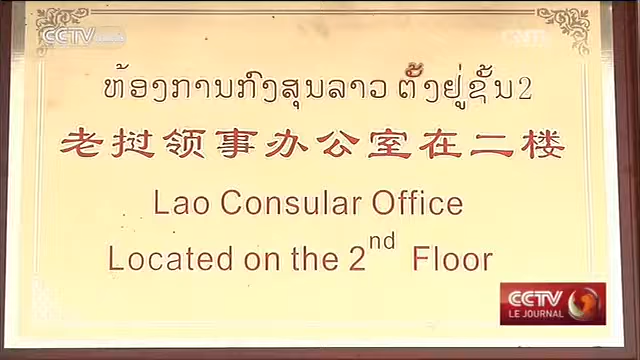 CCTV
ຫ້ອງການກົງສຸນລາວ ຕັ້ງຢູ່ຊັ້ນ2
老挝领事办公室在二楼
Lao Consular Office
Located on the 2nd Floor
CCTV
LE JOURNAL